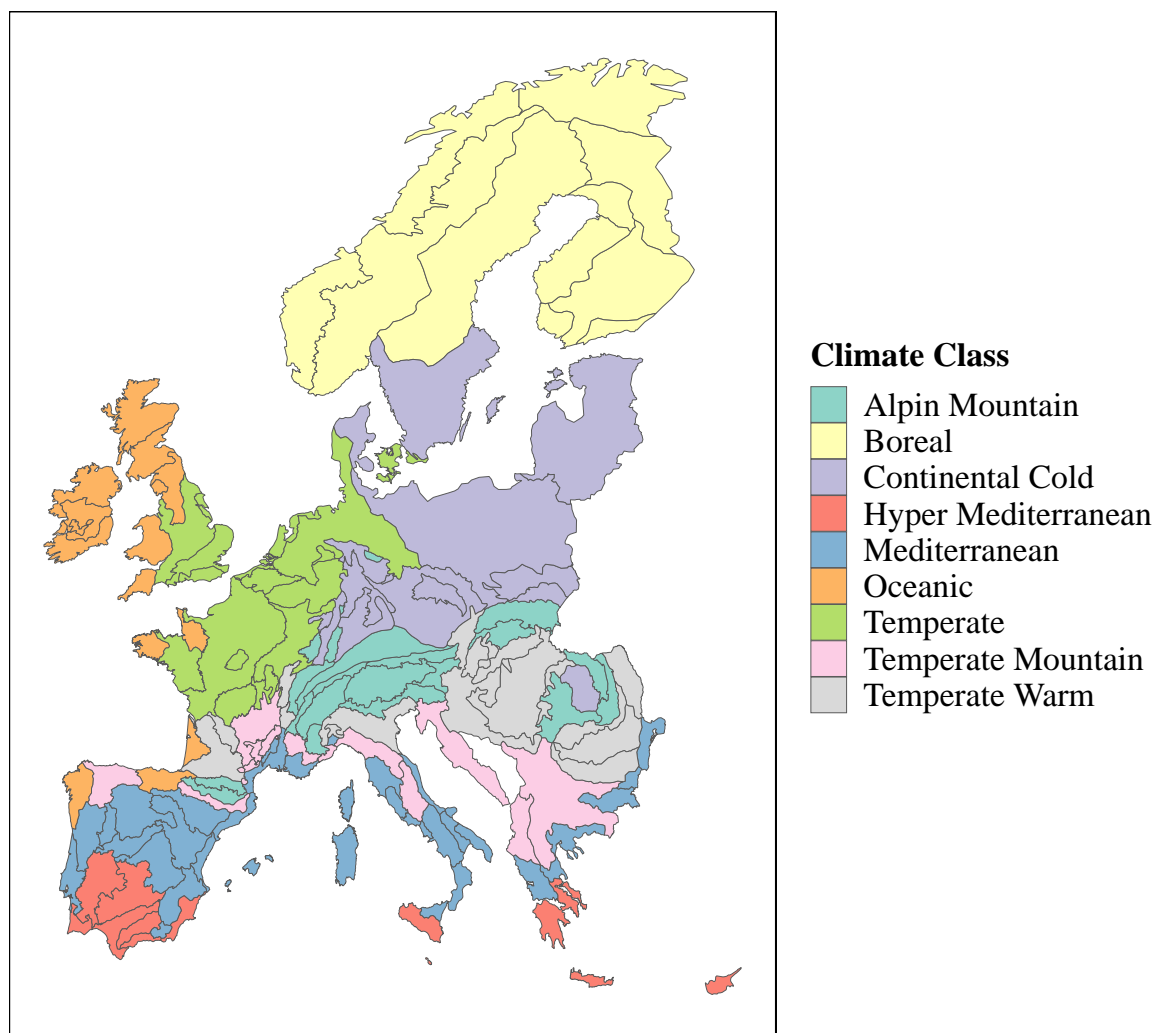 Climate Class
Alpin Mountain
Boreal
Continental Cold
Hyper Mediterranean
Mediterranean
Oceanic
Temperate
Temperate Mountain
Temperate Warm